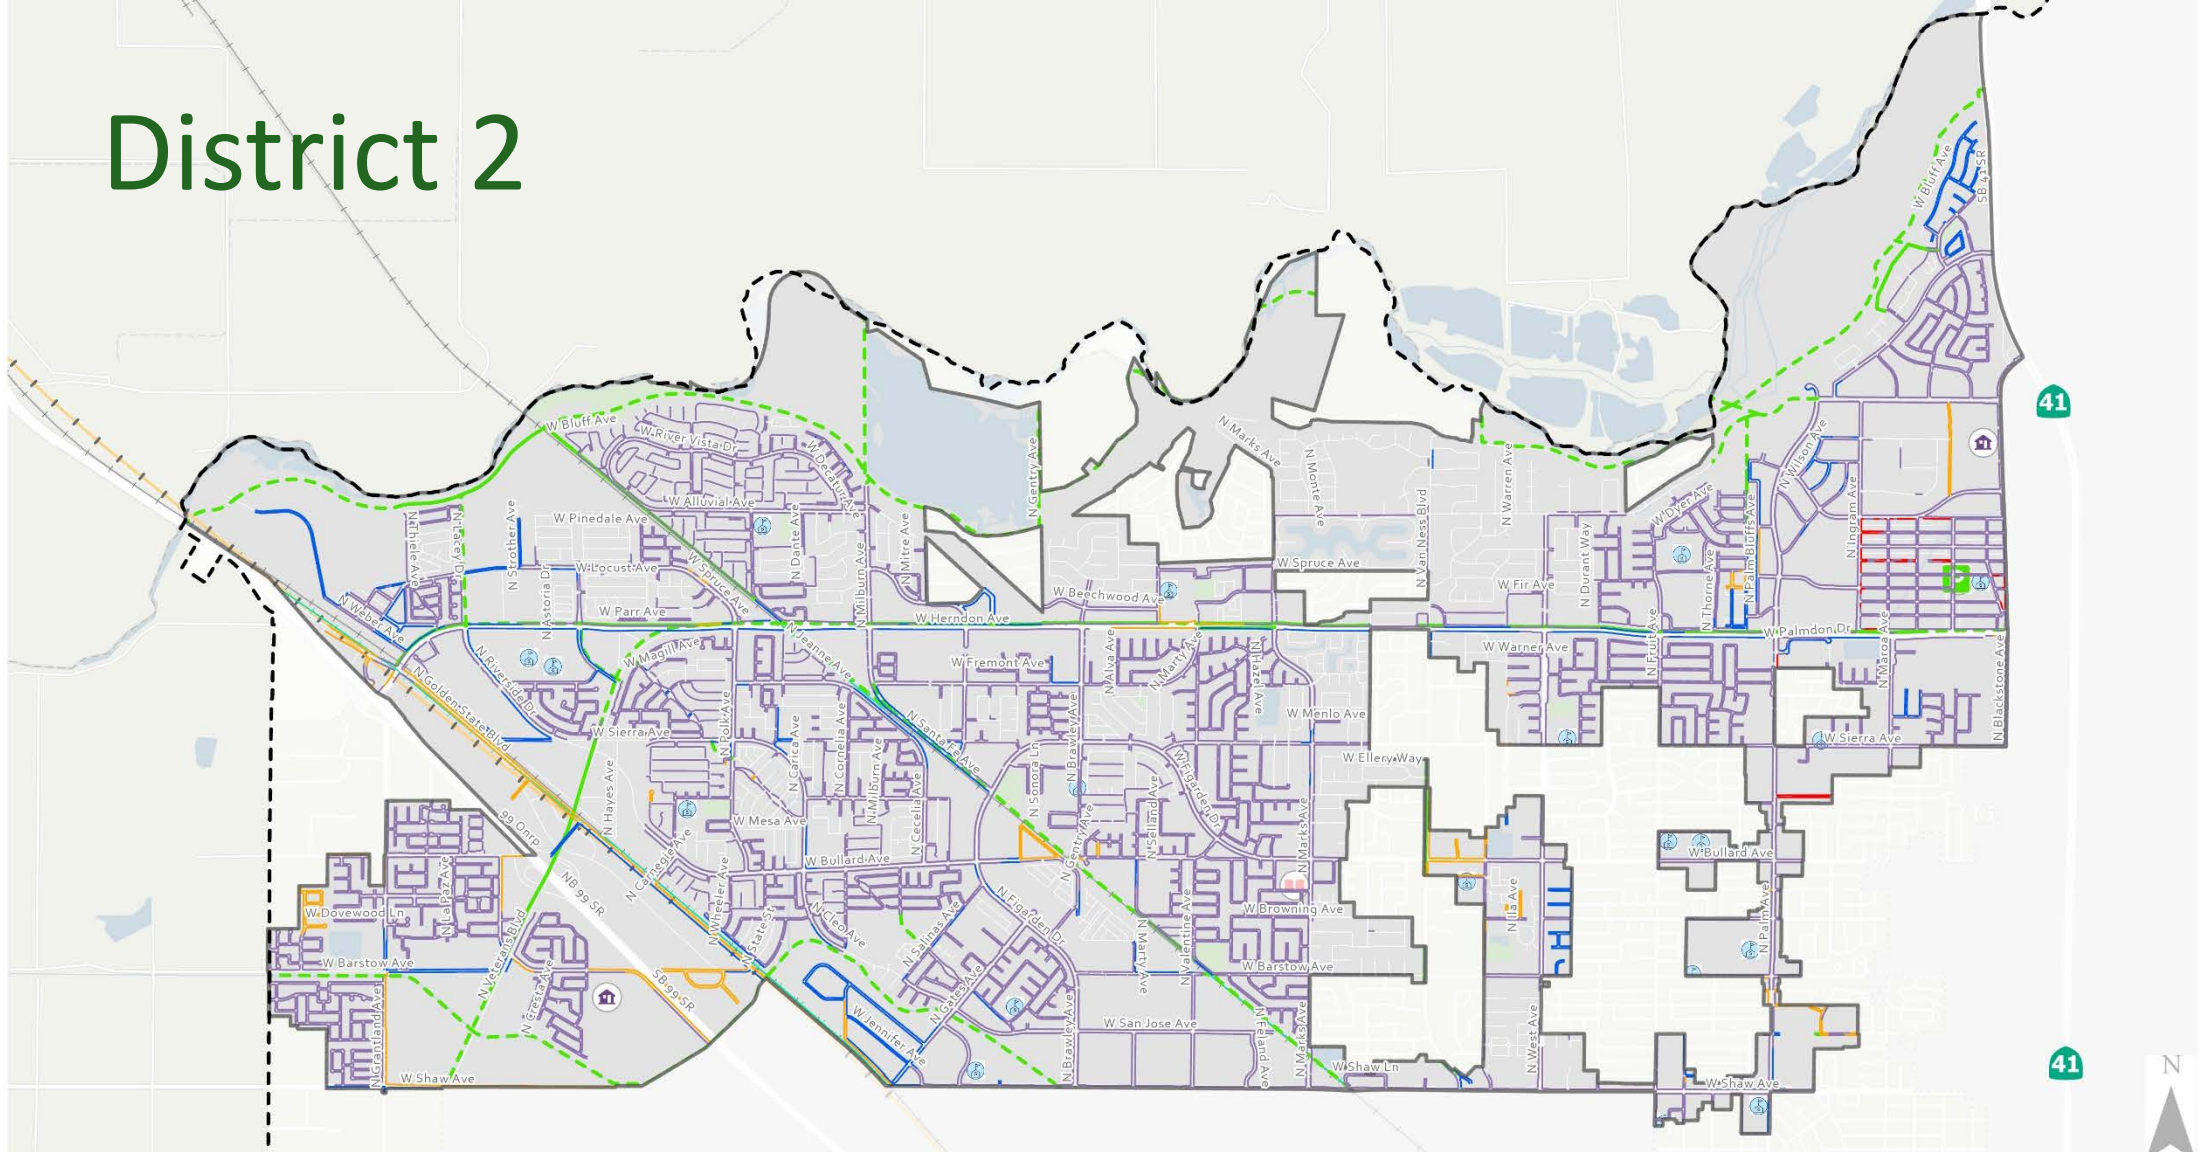 District 2
W Bluff Ave
SB 41 SR
41
W Bluff Ave
W River Vista Dr
W Decatur Ave
N Gentry Ave
N Marks Ave
N Monte Ave
N Warren Ave
N Wilson Ave
W Alluvial Ave
W Pinedale Ave
N Thiele Ave
N Tracey Dr
N Strother Ave
N Dante Ave
N Milburn Ave
N Mitre Ave
N Van Ness Blvd
N Durant Way
W Dyer Ave
N Palm Bluffs Ave
N Ingram Ave
W Locust Ave
W Spruce Ave
W Spruce Ave
N Thorne Ave
N Weber Ave
N Astoria Dr
W Parr Ave
W Beechwood Ave
W Fir Ave
W Herndon Ave
W Palmdon Dr
N Fruit Ave
N Maroa Ave
N Blackstone Ave
N Riverside Dr
W Magill Ave
N Jeanne Ave
W Fremont Ave
N Alva Ave
N Marty Ave
N Hazel Ave
W Warner Ave
N Golden State Blvd
N Polk Ave
W Sierra Ave
N Santa Fe Ave
W Menlo Ave
W Sierra Ave
N Hayes Ave
N Carica Ave
N Cornelia Ave
N Milburn Ave
N Cecelia Ave
N Sonora Ln
N Brawley Ave
W Figarden Dr
W Ellery Way
99 Onrp
W Mesa Ave
N Selland Ave
N Marks Ave
N Carnegie Ave
W Bullard Ave
N Gentry Ave
W Bullard Ave
NB 99 SR
N La Paz Ave
W Dovewood Ln
N Wheeler Ave
N State St
N Cleo Ave
N Salinas Ave
N Figarden Dr
N Marty Ave
N Valentine Ave
W Browning Ave
N Lila Ave
N Palm Ave
W Barstow Ave
N Veterans Blvd
N Cresta Ave
SB 99 SR
N Gates Ave
W Barstow Ave
N Grantland Ave
W Jennifer Ave
N Brawley Ave
W San Jose Ave
N Feland Ave
N Marks Ave
N West Ave
W Shaw Ave
W Shaw Ln
W Shaw Ave
41
N